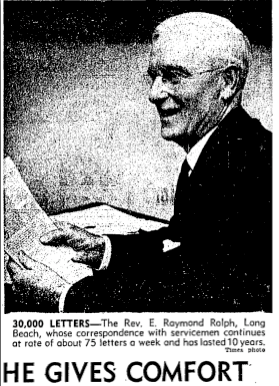 30,000 LETTERS—The Rev. E. Raymond Ralph, Long
Beach, whose correspondence with servicemen continues
at rate of about 75 letters a week and has lasted 10 years.
Times photo
HE GIVES COMFORT